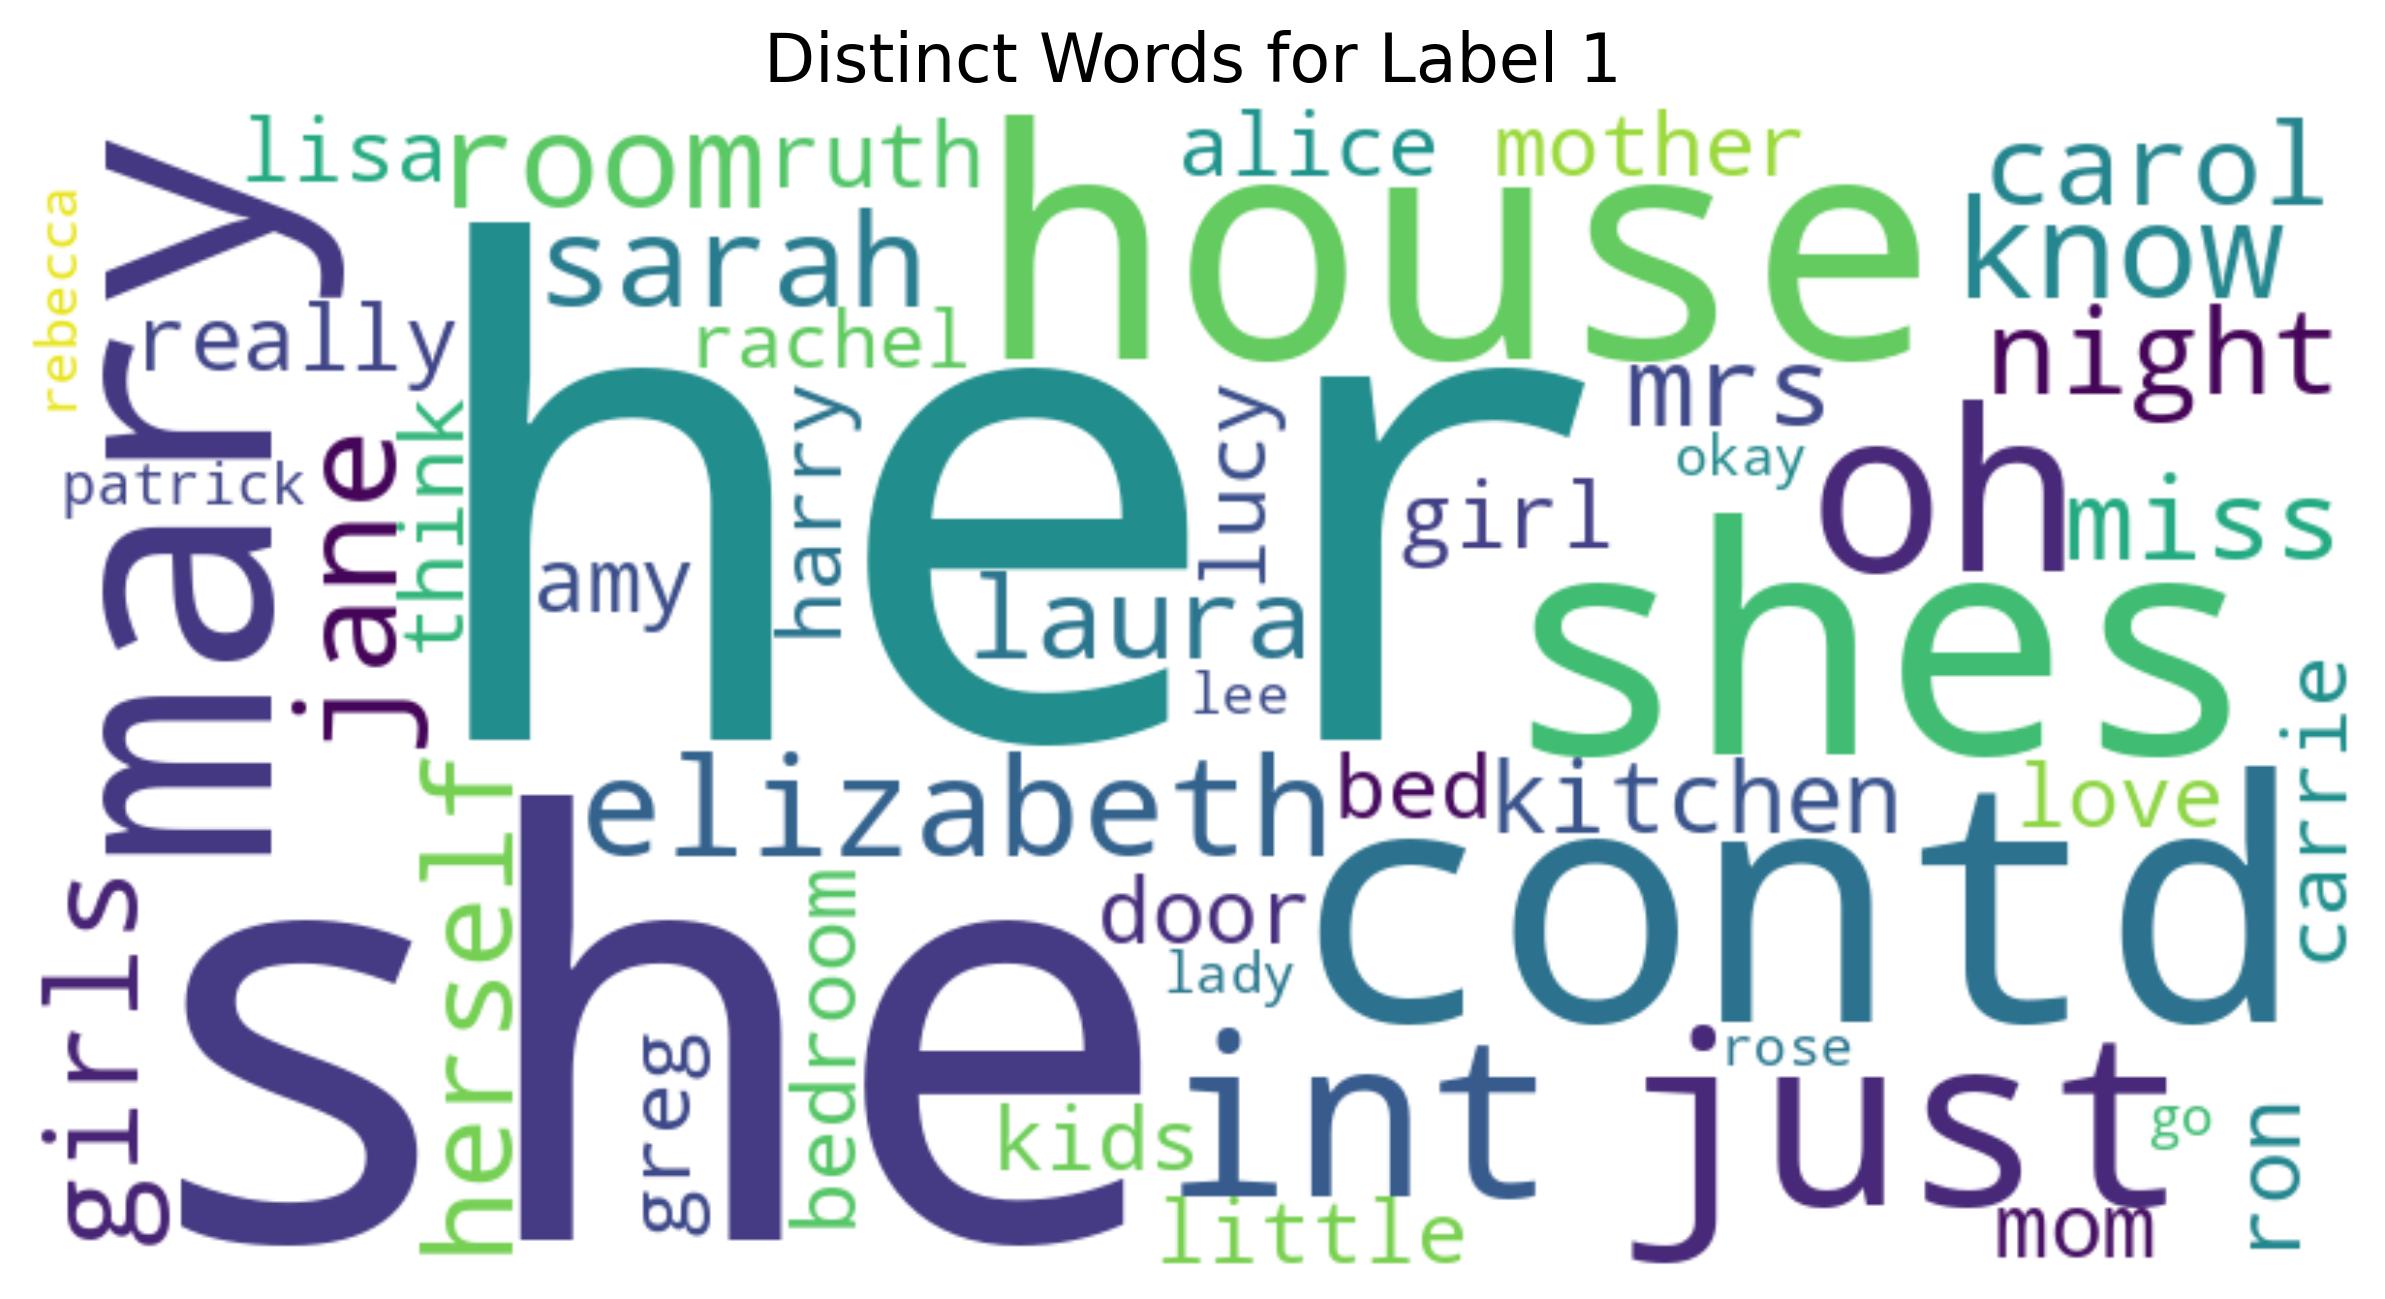 Distinct Words for Label 1
lisa
room
ruth
house
alice
mother
carol
know
rebecca
mary
sarah
really
rachel
night
mrs
patrick
jane
think
her
harry
lucy
okay
oh
girl
miss
amy
laura
lee
shes
carrie
herself
elizabeth
bed
kitchen
love
contd
girls
she
door
bedroom
lady
greg
kids
int
rose
just
go
ron
little
mom